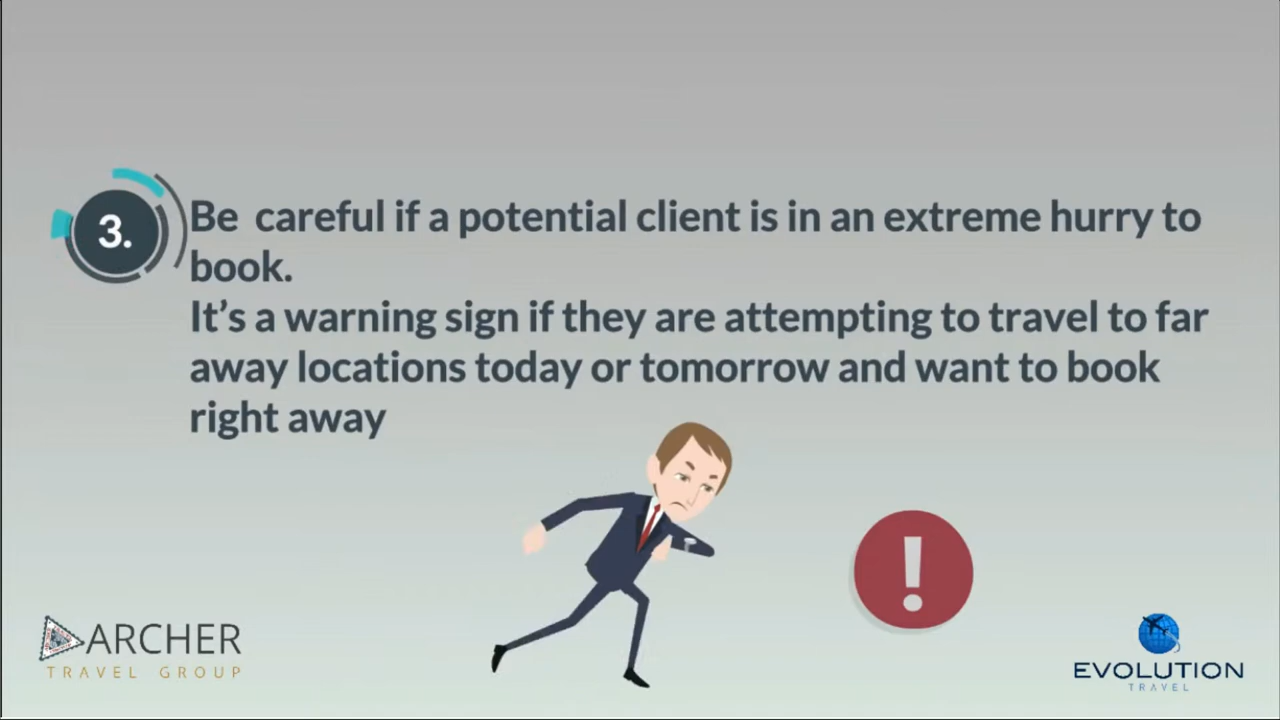 3.
Be  careful if a potential client is in an extreme hurry to
book.
It's a warning sign if they are attempting to travel to far
away locations today or tomorrow and want to book
right away
!
ARCHER
TRAVEL GROUP
EVOLUTION
TRAVEL